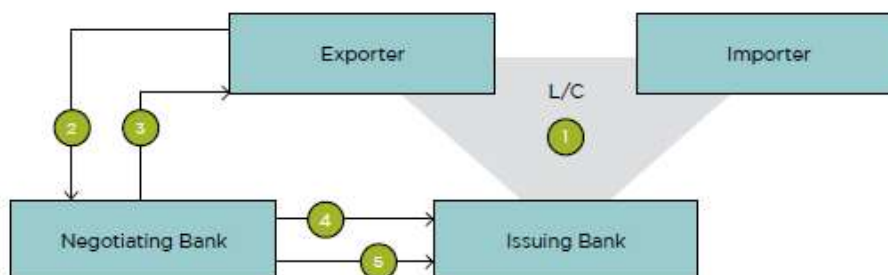 Exporter
Importer
L/C
1
2
3
Negotiating Bank
4
5
Issuing Bank